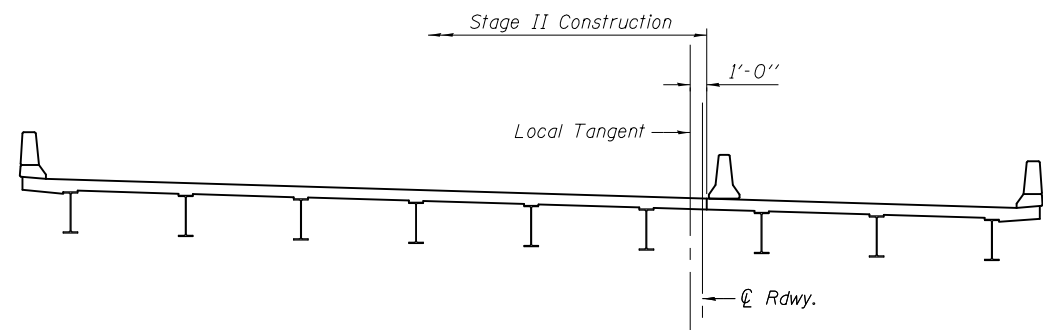 Stage II Construction
1'-0"
Local Tangent
℄ Rdwy.